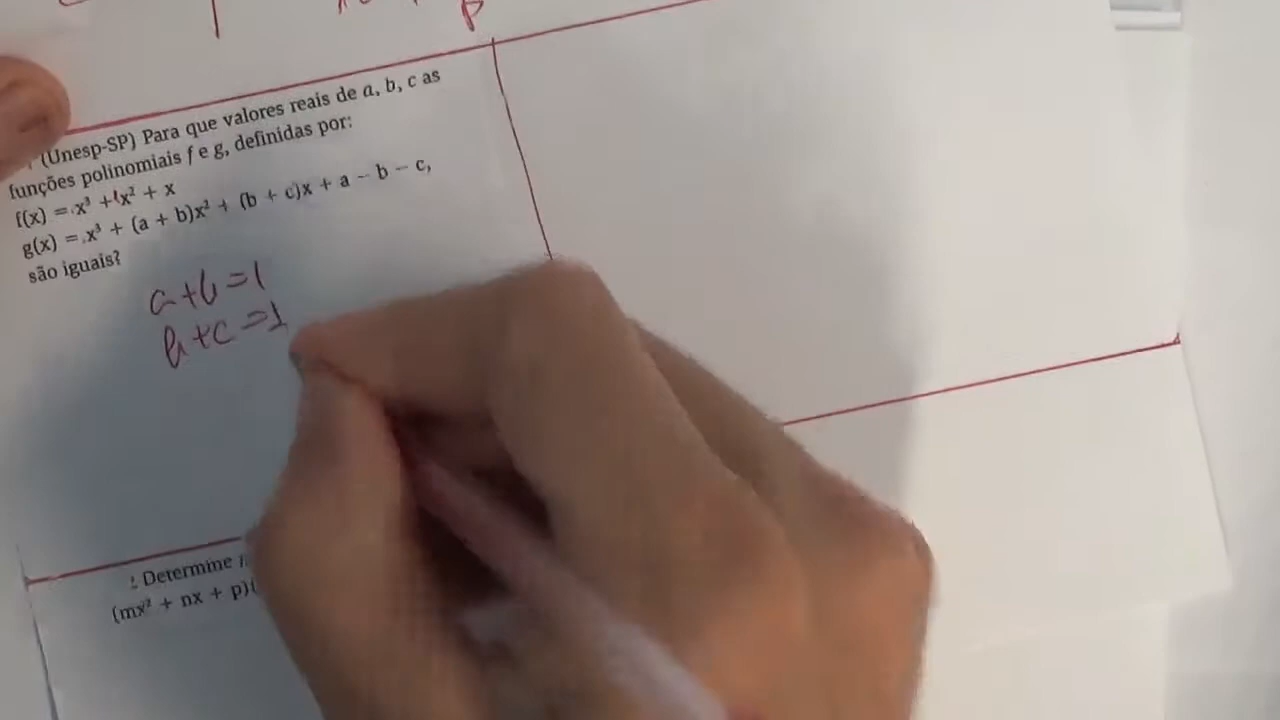 (Unesp-SP) Para que valores reais de a, b, c as
funções polinomiais f e g, definidas por:
f(x) = x³ + 1x² + x
g(x) = x³ + (a + b)x² + (b + c)x + a − b − c,
são iguais?
a+b=1
b+c=1
Determine
(mx² + nx + p)(